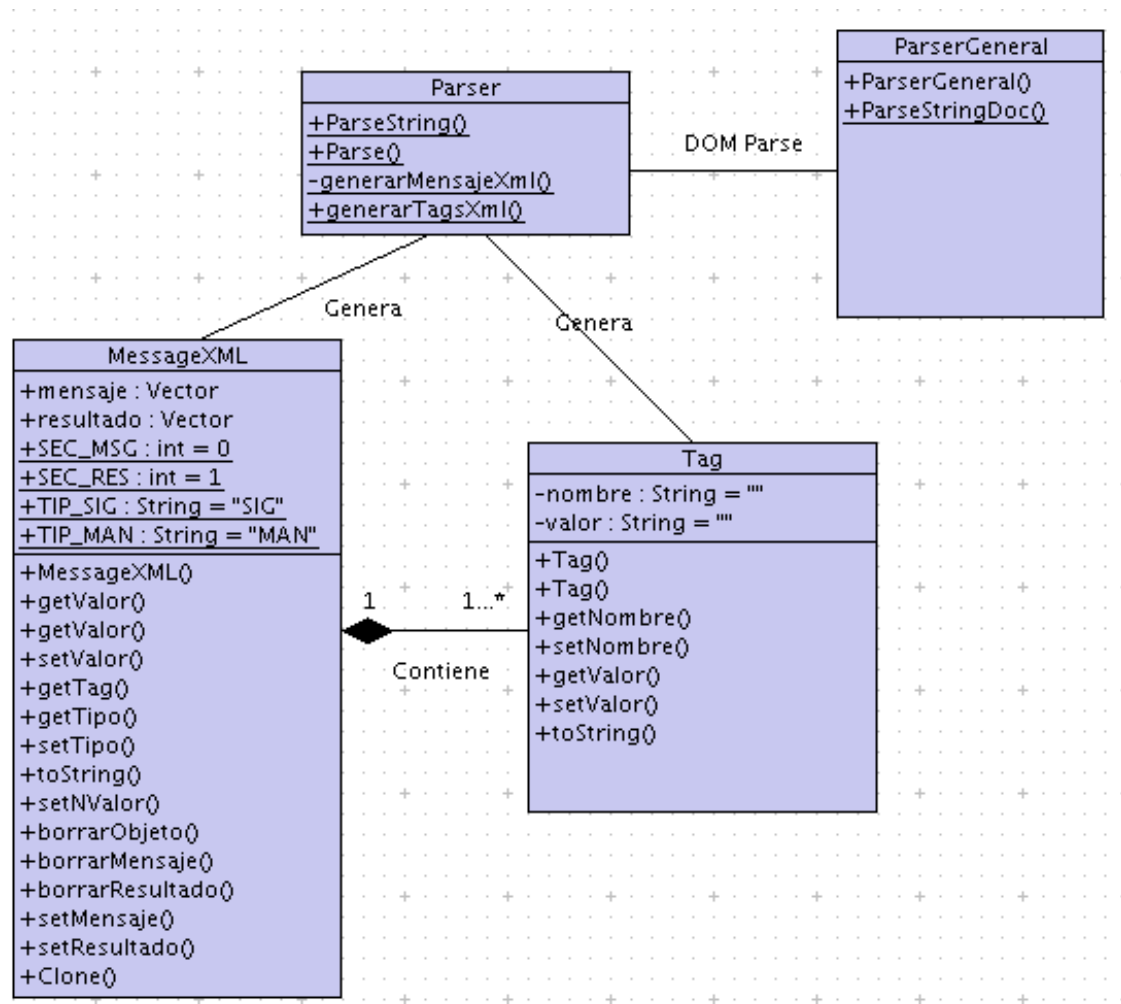 ParserGeneral
+ParserGeneral()
+ParseStringDoc()
Parser
+ParseString()
+Parse()
-generarMensajeXml()
+generarTagsXml()
DOM Parse
Genera
Genera
MessageXML
+mensaje : Vector
+resultado : Vector
+SEC_MSG : int = 0
+SEC_RES : int = 1
+TIP_SIG : String = "SIG"
+TIP_MAN : String = "MAN"
+MessageXML()
+getValor()
+getValor()
+setValor()
+getTag()
+getTipo()
+setTipo()
+toString()
+setNValor()
+borrarObjeto()
+borrarMensaje()
+borrarResultado()
+setMensaje()
+setResultado()
+Clone()
1
1...*
Contiene
Tag
-nombre : String = ""
-valor : String = ""
+Tag()
+Tag()
+getNombre()
+setNombre()
+getValor()
+setValor()
+toString()